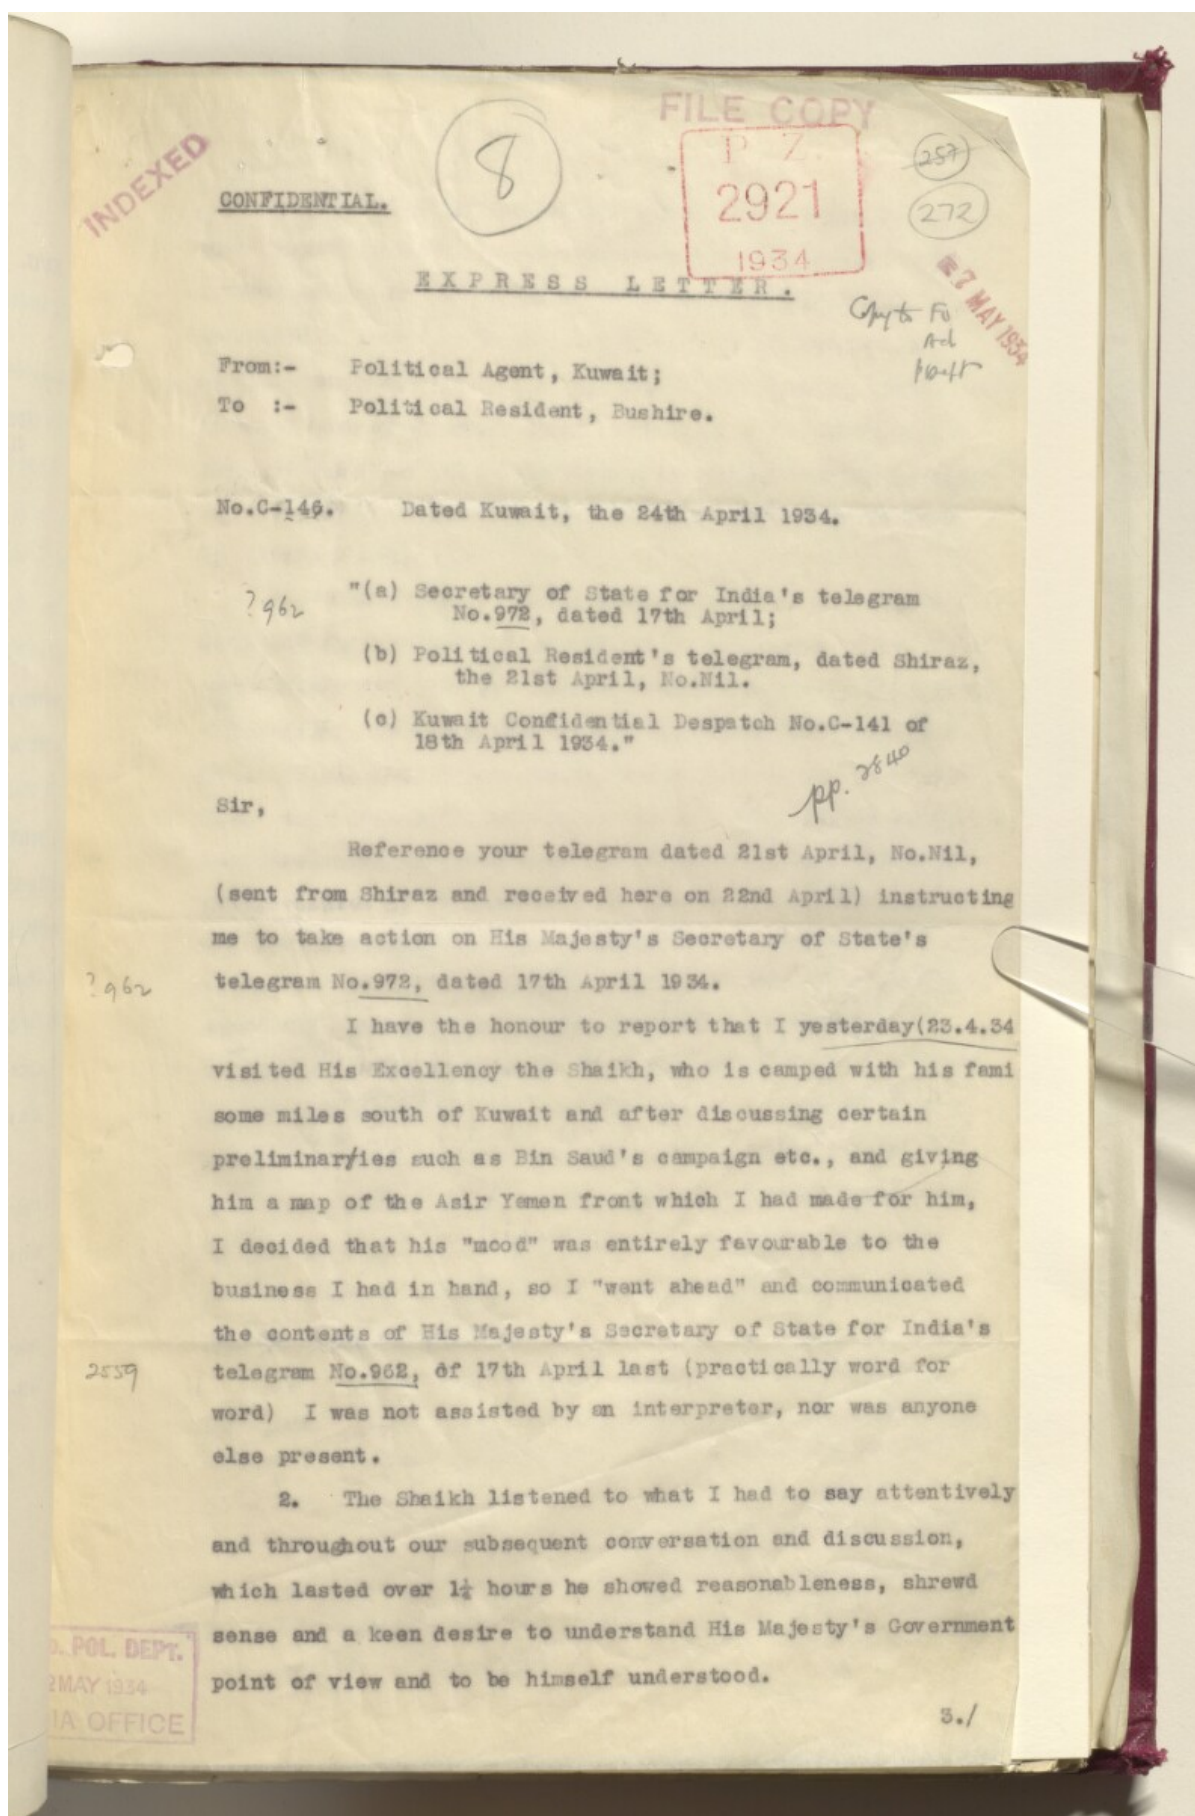 INDEXED
FILE COPY
8
P. Z.
2921
1934
257
272
CONFIDENTIAL.
EXPRESS LETTER.
2 MAY 1934
Copy to FO
Ad
From:- Political Agent, Kuwait;
To :- Political Resident, Bushire.
No.C-146. Dated Kuwait, the 24th April 1934.
"(a) Secretary of State for India's telegram
? 962
No.972, dated 17th April;
(b) Political Resident's telegram, dated Shiraz,
the 21st April, No.Nil.
(c) Kuwait Confidential Despatch No.C-141 of
18th April 1934."
pp. 2840
Sir,
Reference your telegram dated 21st April, No.Nil,
(sent from Shiraz and received here on 22nd April) instructing
me to take action on His Majesty's Secretary of State's
? 962
telegram No.972, dated 17th April 1934.
I have the honour to report that I yesterday(23.4.34
visited His Excellency the Shaikh, who is camped with his fami
some miles south of Kuwait and after discussing certain
preliminar/ies such as Bin Saud's campaign etc., and giving
him a map of the Asir Yemen front which I had made for him,
I decided that his "mood" was entirely favourable to the
business I had in hand, so I "went ahead" and communicated
the contents of His Majesty's Secretary of State for India's
2559
telegram No.962, of 17th April last (practically word for
word) I was not assisted by an interpreter, nor was anyone
else present.
2. The Shaikh listened to what I had to say attentively
and throughout our subsequent conversation and discussion,
which lasted over 1¼ hours he showed reasonableness, shrewd
sense and a keen desire to understand His Majesty's Government
point of view and to be himself understood.
3./
. POL. DEPT.
2 MAY 1934
IA OFFICE